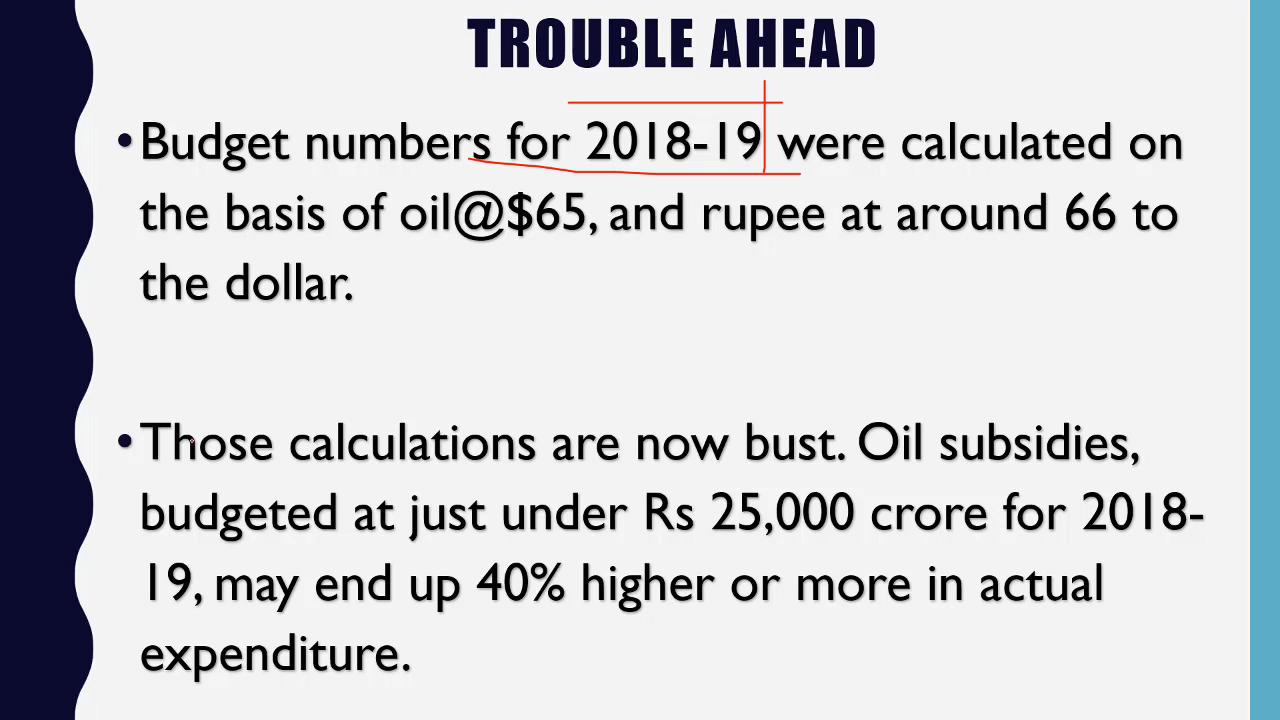 TROUBLE AHEAD
•Budget numbers for 2018-19 were calculated on
the basis of oil@$65, and rupee at around 66 to
the dollar.
•Those calculations are now bust. Oil subsidies,
budgeted at just under Rs 25,000 crore for 2018-
19, may end up 40% higher or more in actual
expenditure.